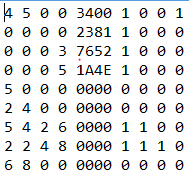 4 5 0 0 3400 1 0 0 1
0 0 0 0 2381 1 0 0 0
0 0 0 3 7652 1 0 0 0
0 0 0 5 1A4E 1 0 0 0
5 0 0 0 0000 0 0 0 0
2 4 0 0 0000 0 0 0 0
5 4 2 6 0000 1 1 0 0
2 2 4 8 0000 1 1 1 0
6 8 0 0 0000 0 0 0 0